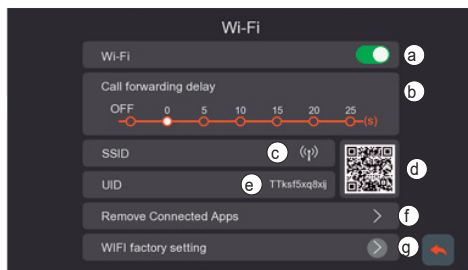 Wi-Fi
Wi-Fi a
Call forwarding delay b
OFF 0 5 10 15 20 25 (s)
SSID c
d
UID e TTksf5xq8xij
Remove Connected Apps f
WIFI factory setting g